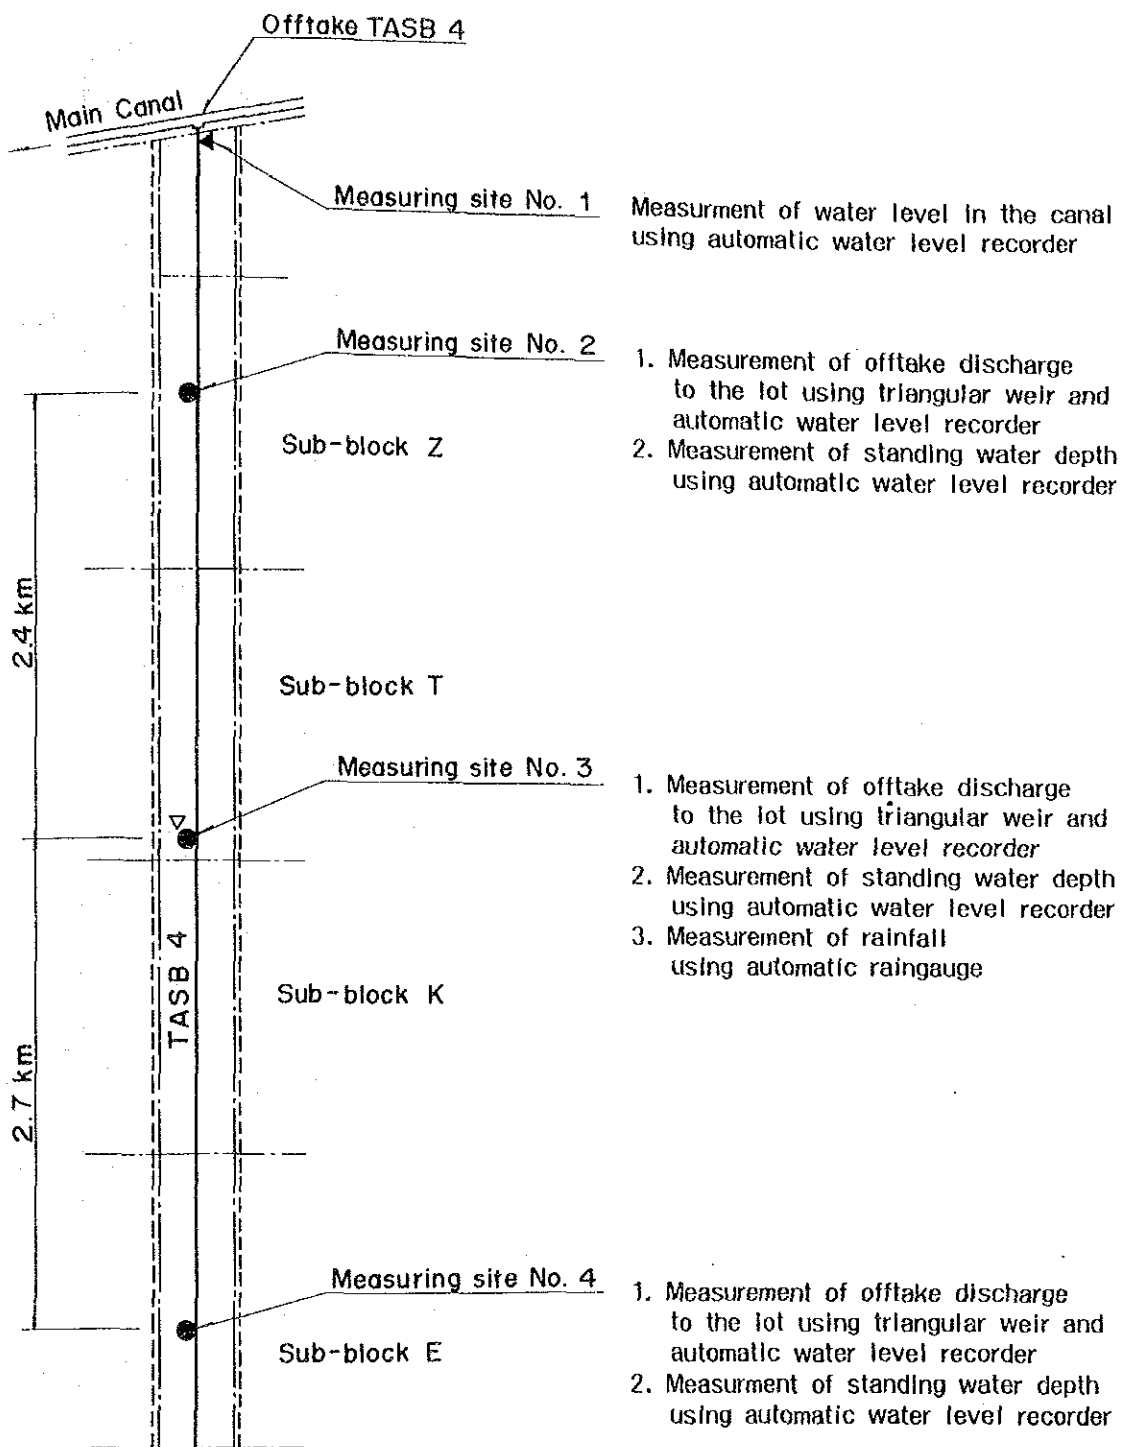 Offtake TASB 4
Main Canal
Measuring site No. 1
Measurment of water level in the canal
using automatic water level recorder
Measuring site No. 2
1. Measurement of offtake discharge
to the lot using triangular weir and
automatic water level recorder
2. Measurement of standing water depth
using automatic water level recorder
Sub-block Z
2.4 km
Sub-block T
Measuring site No. 3
1. Measurement of offtake discharge
to the lot using triangular weir and
automatic water level recorder
2. Measurement of standing water depth
using automatic water level recorder
3. Measurement of rainfall
using automatic raingauge
TASB 4
Sub-block K
2.7 km
Measuring site No. 4
1. Measurement of offtake discharge
to the lot using triangular weir and
automatic water level recorder
2. Measurment of standing water depth
using automatic water level recorder
Sub-block E